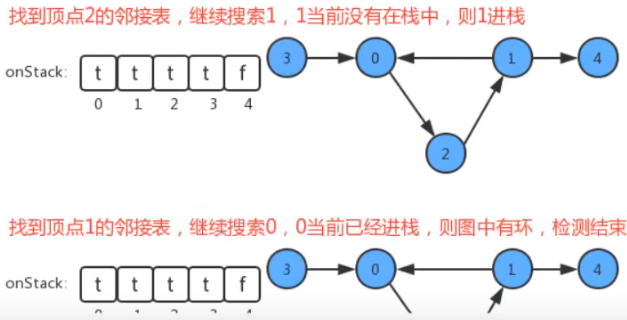 找到顶点2的邻接表，继续搜索1，1当前没有在栈中，则1进栈
onStack: t t t t f 3 0 1 4
0 1 2 3 4
2
找到顶点1的邻接表，继续搜索0，0当前已经进栈，则图中有环，检测结束
onStack: t t t t f 3 0 1 4